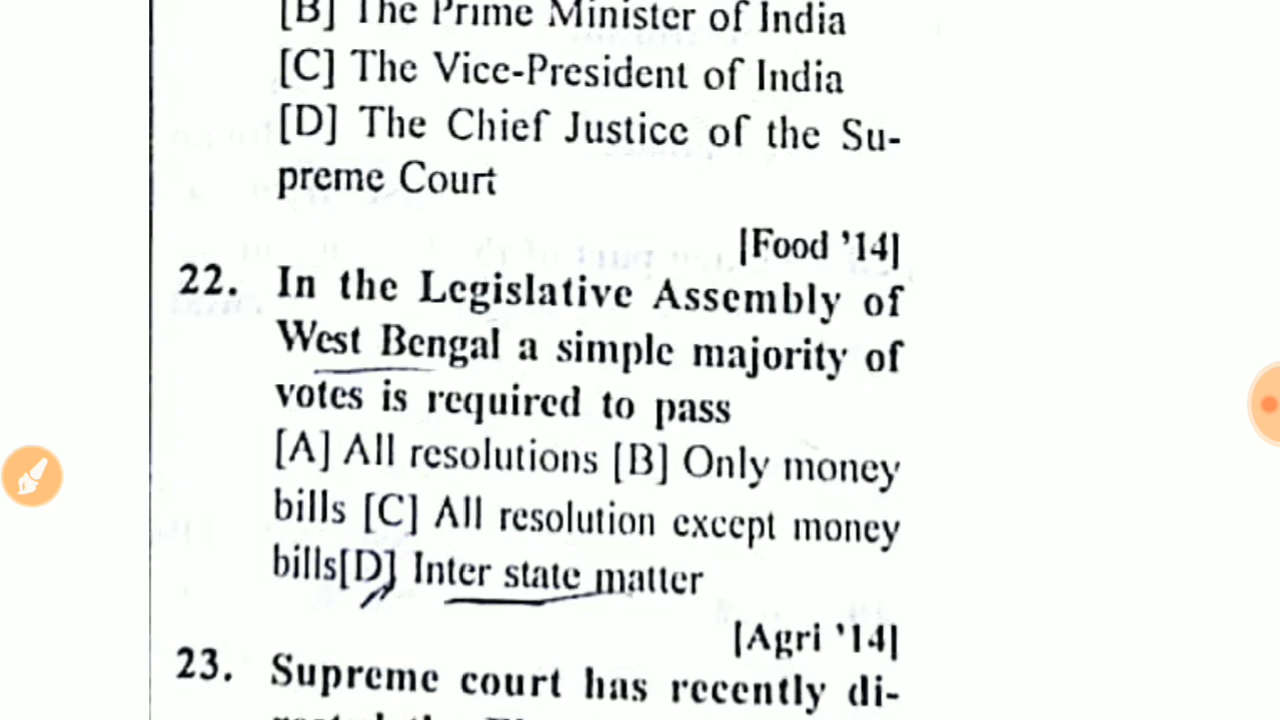 [B] The Prime Minister of India
[C] The Vice-President of India
[D] The Chief Justice of the Su-
preme Court
[Food ’14]
22. In the Legislative Assembly of
West Bengal a simple majority of
votes is required to pass
[A] All resolutions [B] Only money
bills [C] All resolution except money
bills[D] Inter state matter
[Agri ’14]
23. Supreme court has recently di-